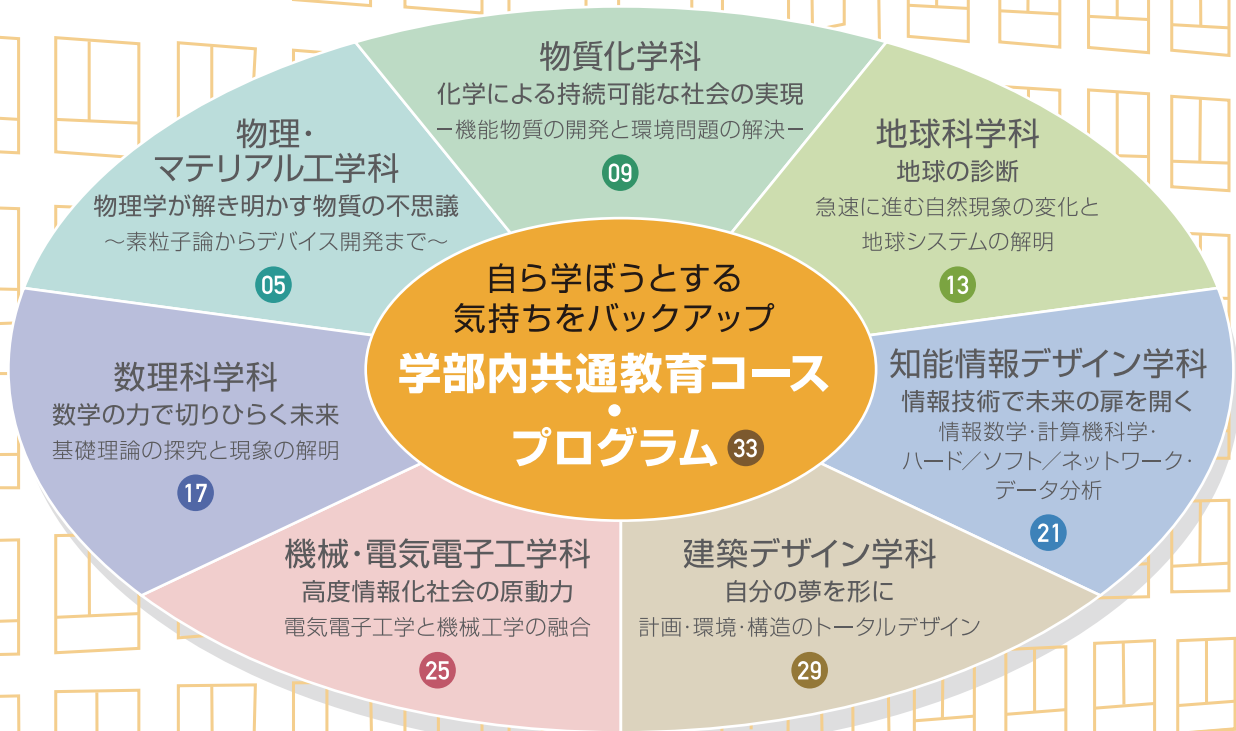 物質化学科
化学による持続可能な社会の実現
−機能物質の開発と環境問題の解決−
09
物理・
マテリアル工学科
物理学が解き明かす物質の不思議
〜素粒子論からデバイス開発まで〜
05
地球科学科
地球の診断
急速に進む自然現象の変化と
地球システムの解明
13
自ら学ぼうとする
気持ちをバックアップ
学部内共通教育コース
・
プログラム 33
数理科学科
数学の力で切りひらく未来
基礎理論の探究と現象の解明
17
知能情報デザイン学科
情報技術で未来の扉を開く
情報数学・計算機科学・
ハード／ソフト／ネットワーク・
データ分析
21
機械・電気電子工学科
高度情報化社会の原動力
電気電子工学と機械工学の融合
25
建築デザイン学科
自分の夢を形に
計画・環境・構造のトータルデザイン
29